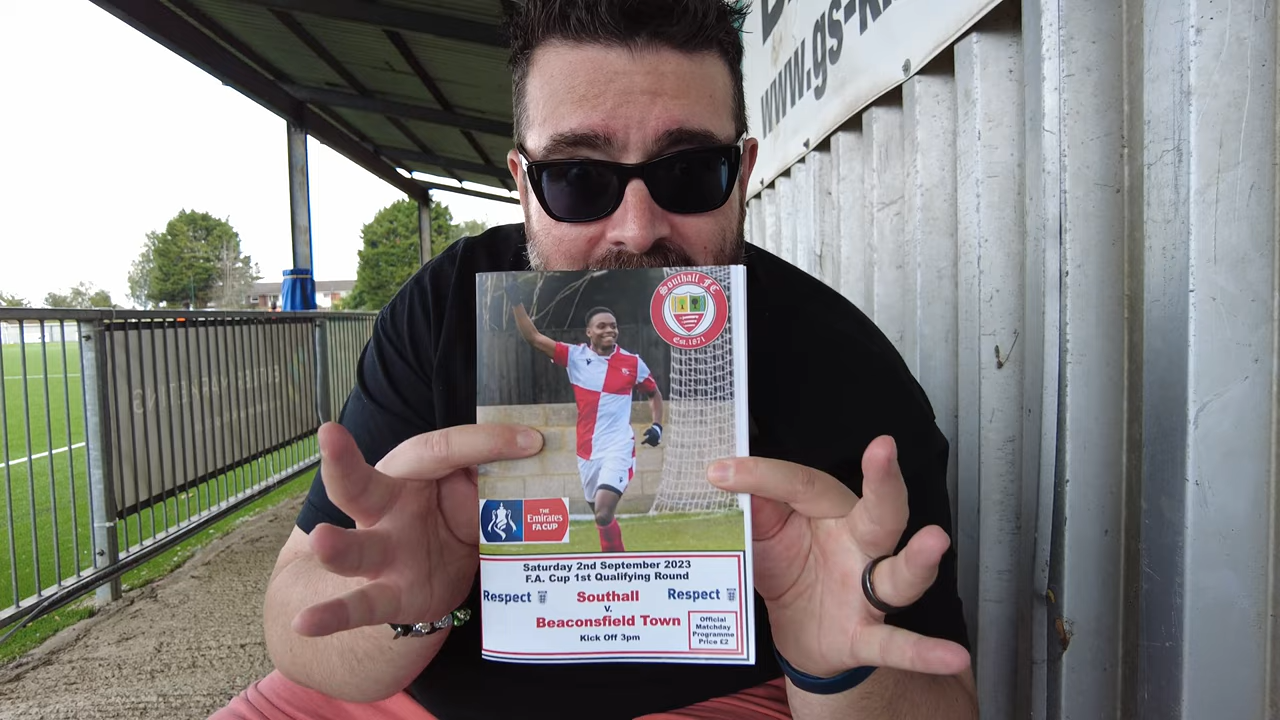 www.gs-k
Southall FC
Est.1871
THE
Emirates
FA CUP
Saturday 2nd September 2023
F.A. Cup 1st Qualifying Round
Respect
Southall
Respect
v.
Beaconsfield Town
Kick Off 3pm
Official
Matchday
Programme
Price £2